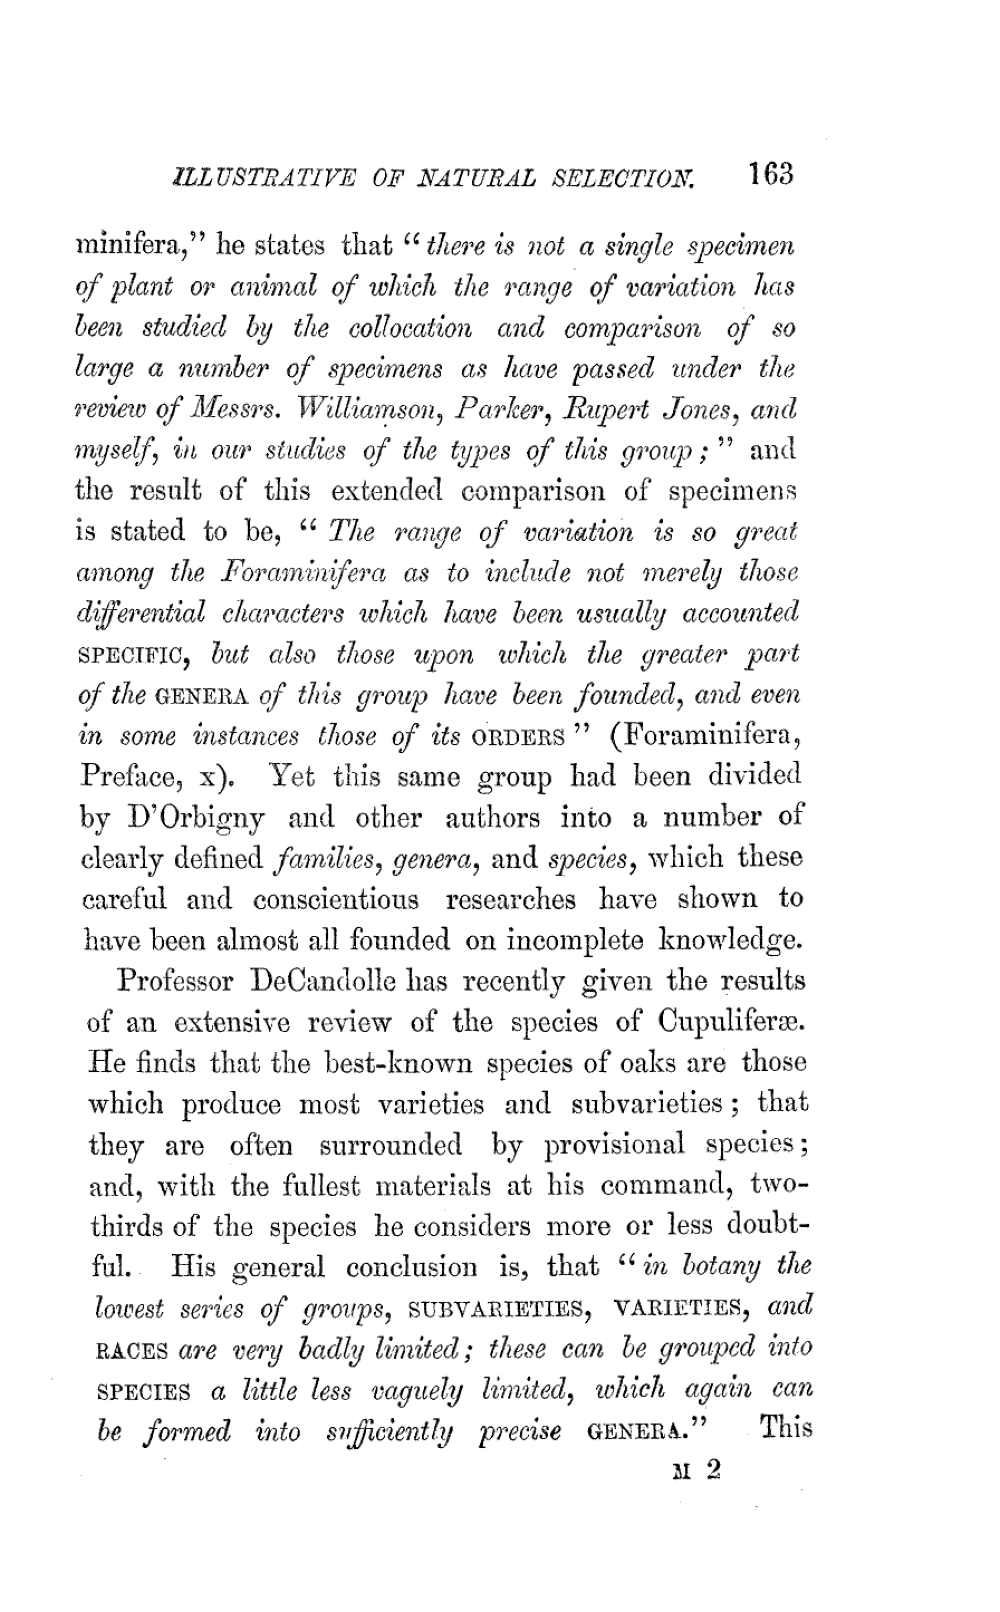 ILLUSTRATIVE OF NATURAL SELECTION. 163
minifera,” he states that “there is not a single specimen
of plant or animal of which the range of variation has
been studied by the collocation and comparison of so
large a number of specimens as have passed under the
review of Messrs. Williamson, Parker, Rupert Jones, and
myself, in our studies of the types of this group;” and
the result of this extended comparison of specimens
is stated to be, “The range of variation is so great
among the Foraminifera as to include not merely those
differential characters which have been usually accounted
SPECIFIC, but also those upon which the greater part
of the GENERA of this group have been founded, and even
in some instances those of its ORDERS” (Foraminifera,
Preface, x). Yet this same group had been divided
by D’Orbigny and other authors into a number of
clearly defined families, genera, and species, which these
careful and conscientious researches have shown to
have been almost all founded on incomplete knowledge.
Professor DeCandolle has recently given the results
of an extensive review of the species of Cupuliferæ.
He finds that the best-known species of oaks are those
which produce most varieties and subvarieties; that
they are often surrounded by provisional species;
and, with the fullest materials at his command, two-
thirds of the species he considers more or less doubt-
ful. His general conclusion is, that “in botany the
lowest series of groups, SUBVARIETIES, VARIETIES, and
RACES are very badly limited; these can be grouped into
SPECIES a little less vaguely limited, which again can
be formed into sufficiently precise GENERA.” This
M 2